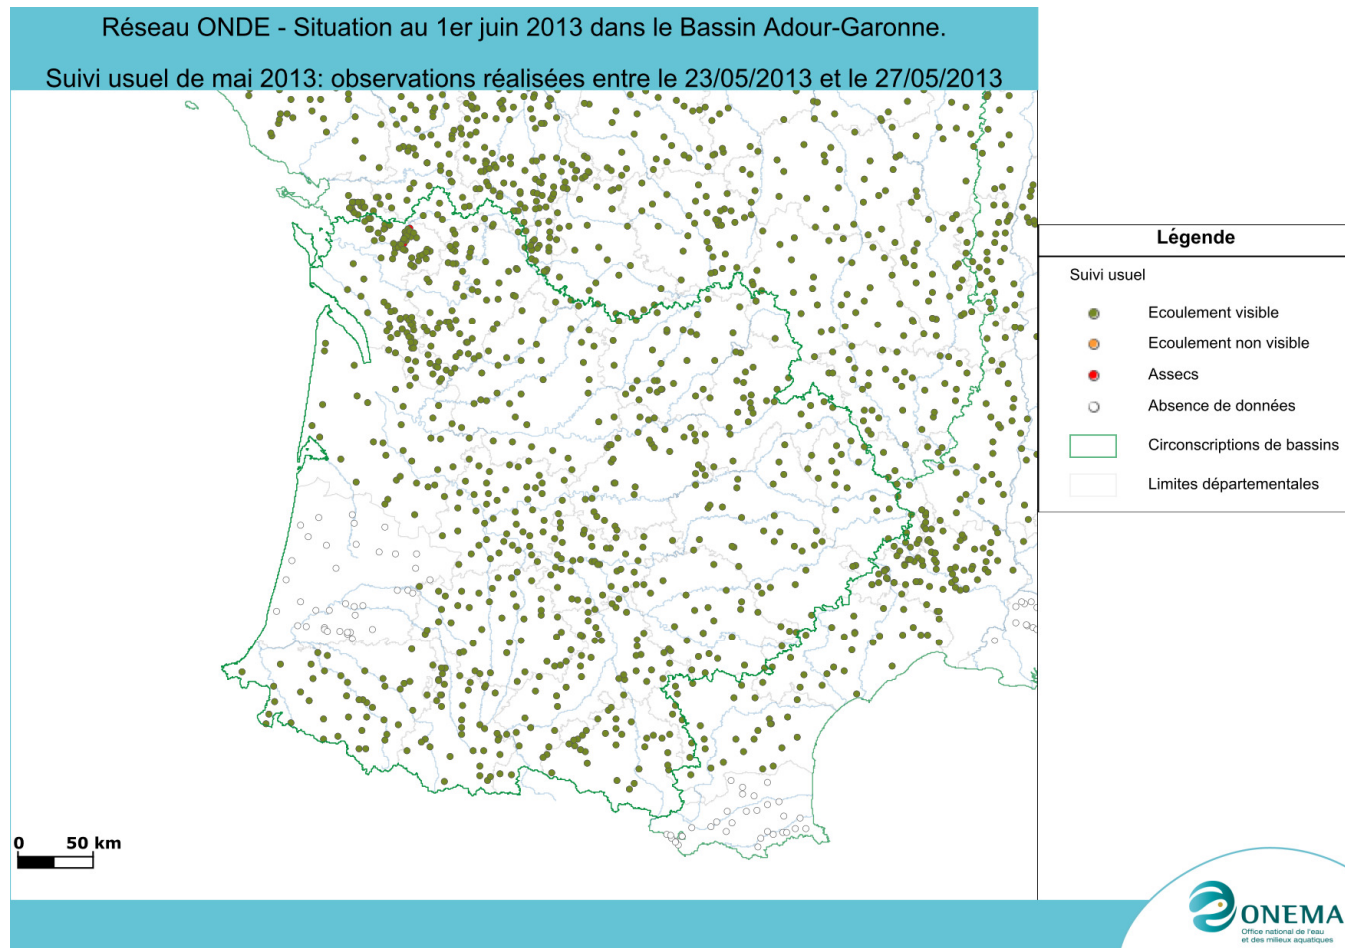 Réseau ONDE - Situation au 1er juin 2013 dans le Bassin Adour-Garonne.
Suivi usuel de mai 2013: observations réalisées entre le 23/05/2013 et le 27/05/2013
Légende
Suivi usuel
Ecoulement visible
Ecoulement non visible
Assecs
Absence de données
Circonscriptions de bassins
Limites départementales
0 50 km
ONEMA
Office national de l'eau
et des milieux aquatiques